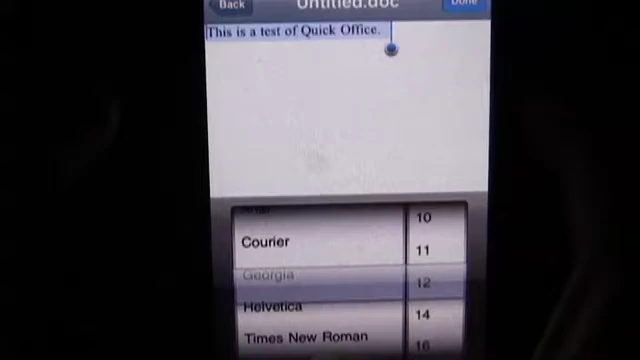 Back Untitled.doc Done
This is a test of Quick Office.
Arial 10
Courier 11
Georgia 12
Helvetica 14
Times New Roman 16